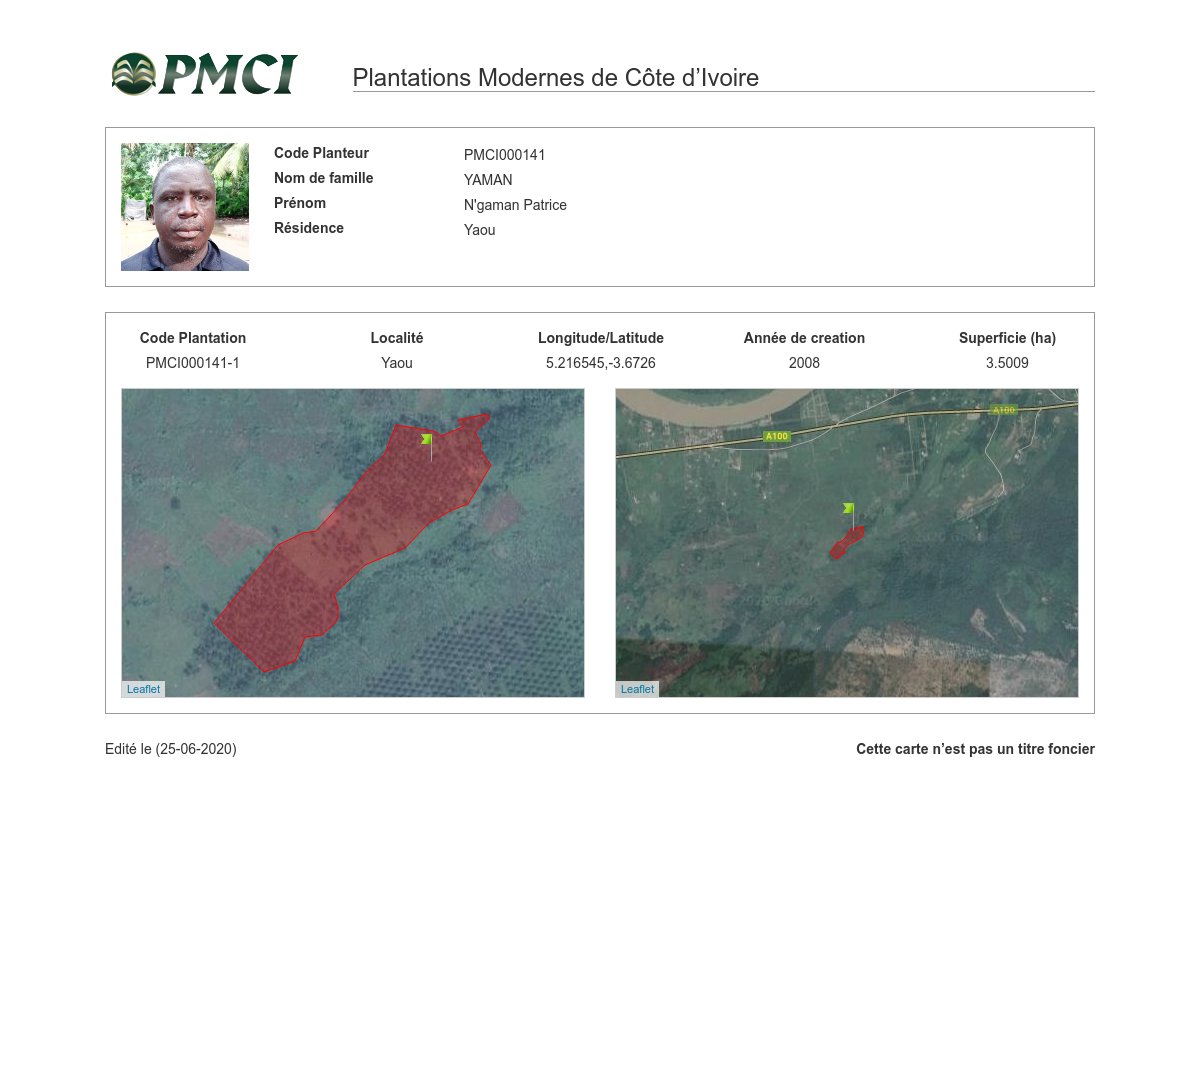 PMCI
Plantations Modernes de Côte d’Ivoire
Code Planteur PMCI000141
Nom de famille YAMAN
Prénom N'gaman Patrice
Résidence Yaou
Code Plantation Localité Longitude/Latitude Année de creation Superficie (ha)
PMCI000141-1 Yaou 5.216545,-3.6726 2008 3.5009
A100
A100
Leaflet
Leaflet
Edité le (25-06-2020) Cette carte n’est pas un titre foncier